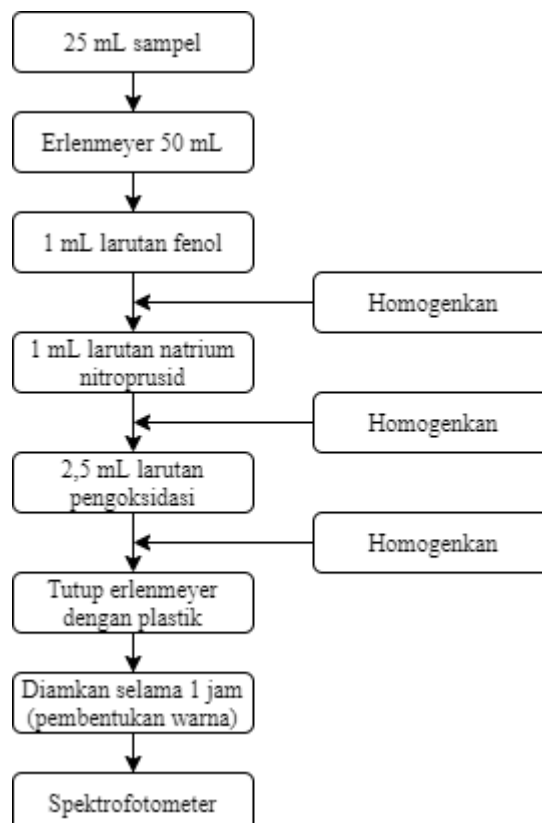 25 mL sampel
Erlenmeyer 50 mL
1 mL larutan fenol
Homogenkan
1 mL larutan natrium
nitroprusid
Homogenkan
2,5 mL larutan
pengoksidasi
Homogenkan
Tutup erlenmeyer
dengan plastik
Diamkan selama 1 jam
(pembentukan warna)
Spektrofotometer